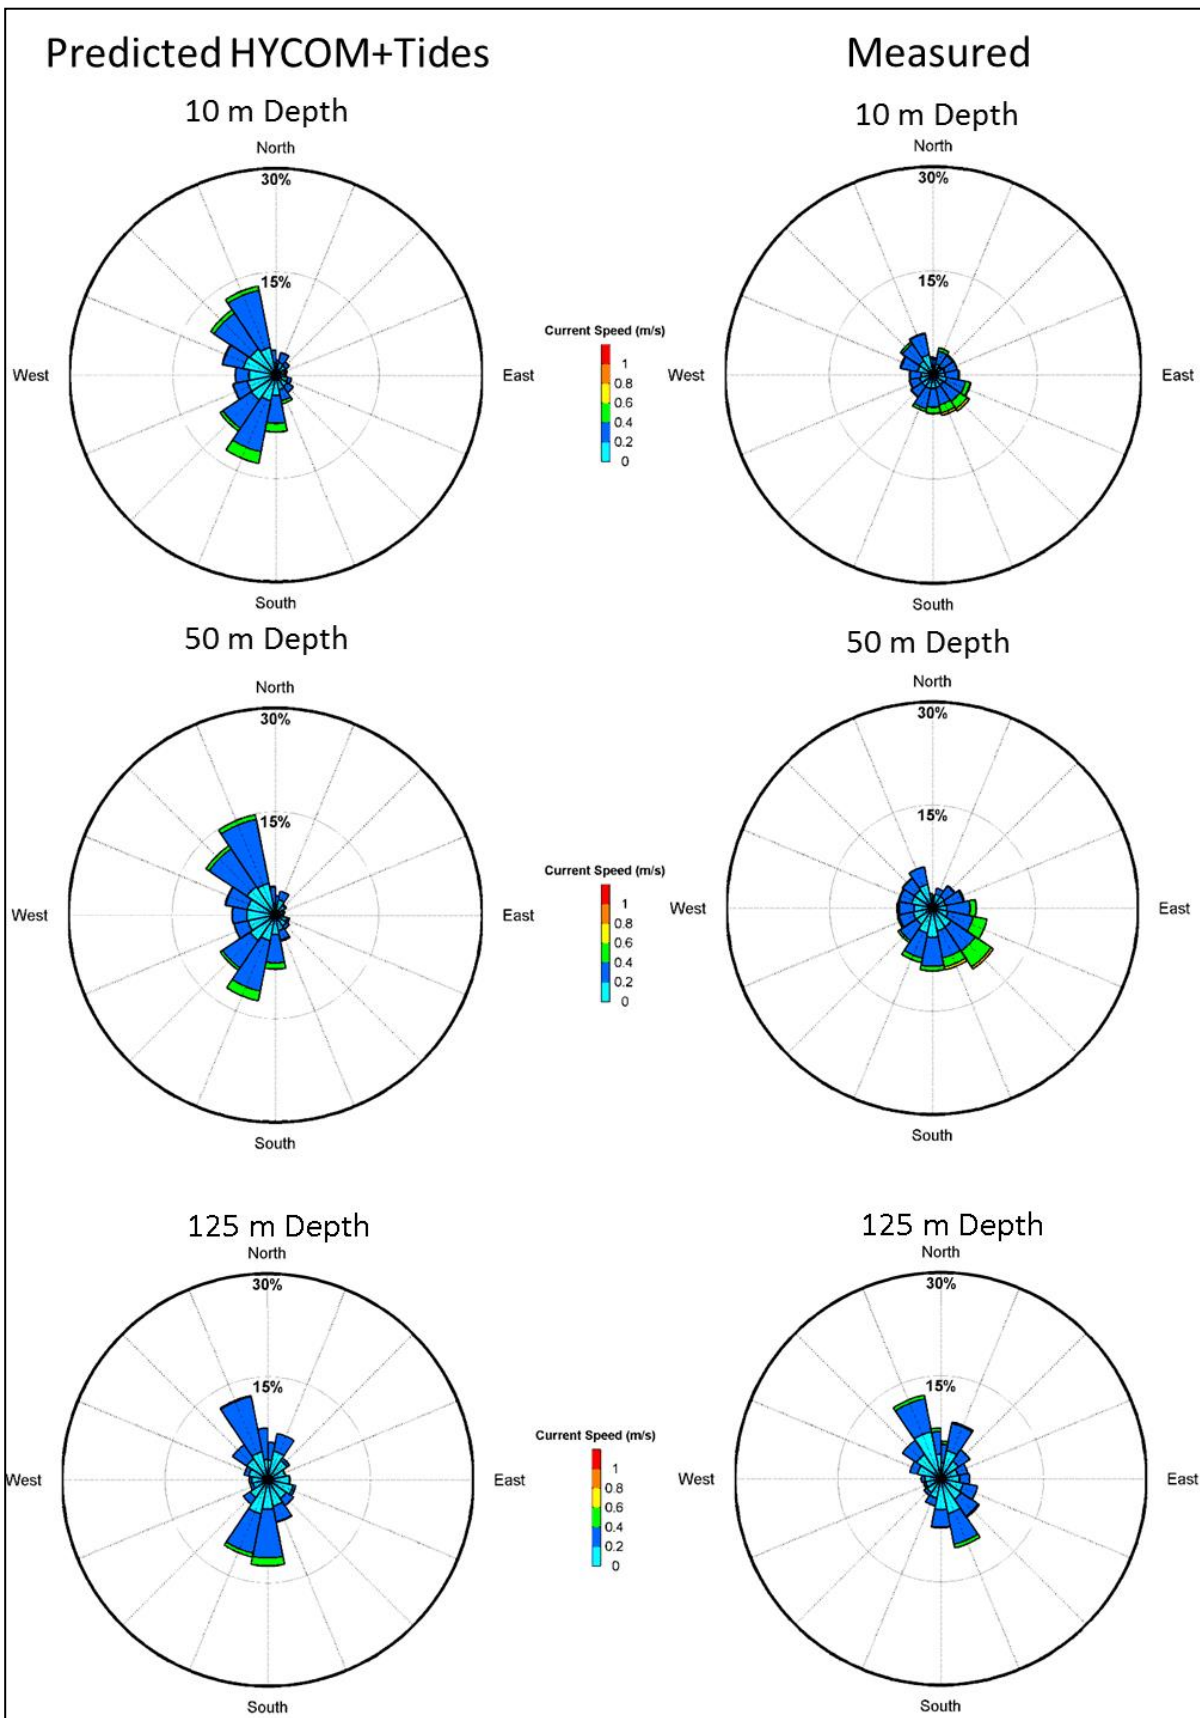 Predicted HYCOM+Tides
Measured
10 m Depth
10 m Depth
North
North
30%
30%
15%
15%
Current Speed (m/s)
1
0.8
0.6
0.4
0.2
0
West
East
West
East
South
South
50 m Depth
50 m Depth
North
North
30%
30%
15%
15%
Current Speed (m/s)
1
0.8
0.6
0.4
0.2
0
West
East
West
East
South
South
125 m Depth
125 m Depth
North
North
30%
30%
15%
15%
Current Speed (m/s)
1
0.8
0.6
0.4
0.2
0
West
East
West
East
South
South